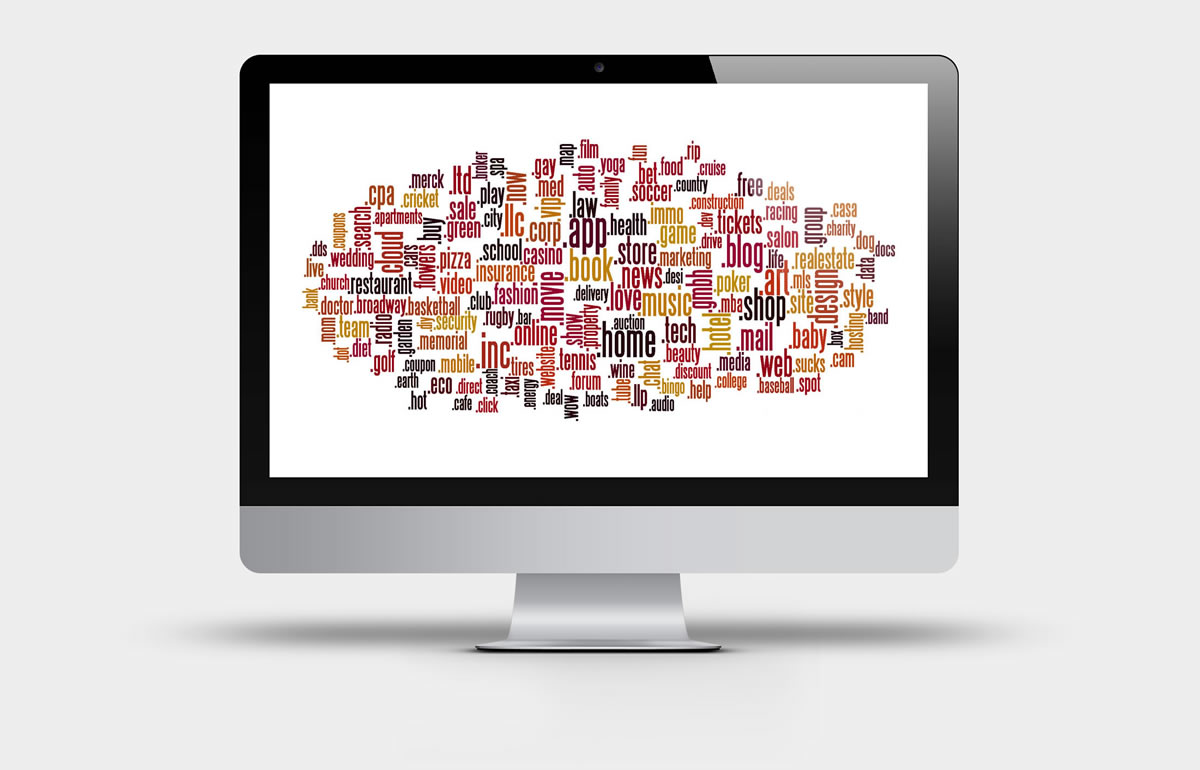 .film
.map
.rip
.fun
.broker
.spa
.gay
.auto
.yoga
.bet
.food
.cruise
.merck
.ltd
.now
.med
.family
.soccer
.country
.free
.deals
.cpa
.cricket
.play
.vip
.law
.construction
.coupons
.search
.apartments
.sale
.city
.llc
.corp
.app
.health
.immo
.dev
.tickets
.racing
.group
.casa
.charity
.green
.buy
.game
.drive
.salon
.dog
.docs
.dds
.wedding
.cloud
.cars
.flowers
.pizza
.school
.casino
.store
.marketing
.blog
.life
.realestate
.data
.live
.church
.restaurant
.video
.insurance
.book
.news
.desi
.gmbh
.poker
.art
.mls
.design
.style
.bank
.doctor
.broadway
.basketball
.club
.fashion
.movie
.delivery
.love
.music
.mba
.shop
.site
.band
.mom
.team
.radio
.garden
.security
.rugby
.bar
.show
.property
.auction
.tech
.hotel
.mail
.baby
.box
.hosting
.bot
.diet
.memorial
.online
.home
.beauty
.golf
.coupon
.mobile
.inc
.tires
.website
.tennis
.wine
.chat
.discount
.media
.web
.sucks
.cam
.earth
.eco
.direct
.coach
.taxi
.energy
.forum
.tube
.bingo
.help
.college
.baseball
.spot
.hot
.cafe
.click
.deal
.wow
.boats
.llp
.audio